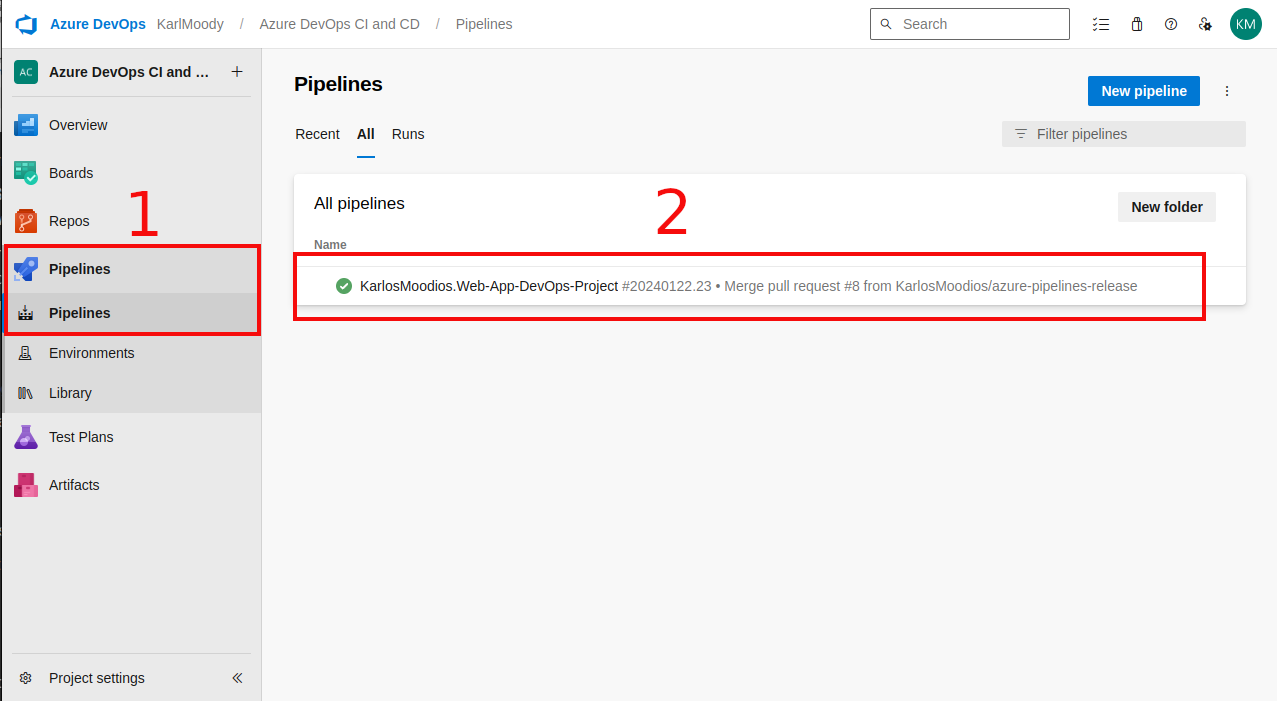 Azure DevOps KarlMoody / Azure DevOps CI and CD / Pipelines
Search
KM
AC Azure DevOps CI and ... +
Overview
Boards
Repos
1
Pipelines
Pipelines
Environments
Library
Test Plans
Artifacts
Project settings
Pipelines
New pipeline
Recent All Runs
Filter pipelines
All pipelines
2
New folder
Name
KarlosMoodios.Web-App-DevOps-Project #20240122.23 • Merge pull request #8 from KarlosMoodios/azure-pipelines-release